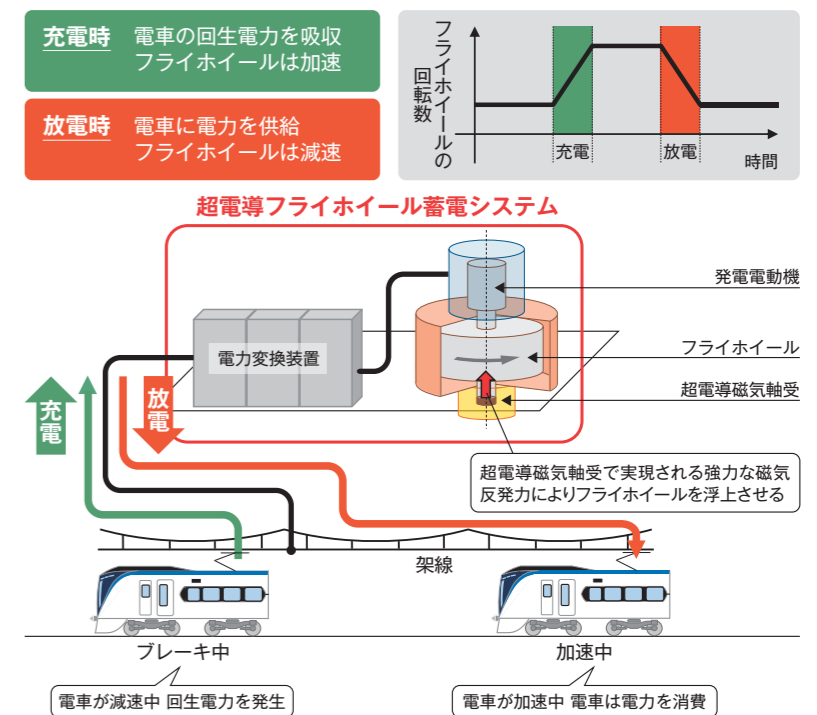 充電時 電車の回生電力を吸収
フライホイールは加速
放電時 電車に電力を供給
フライホイールは減速
フライホイールの
回転数
充電
放電
時間
超電導フライホイール蓄電システム
発電電動機
フライホイール
超電導磁気軸受
電力変換装置
充電
放電
超電導磁気軸受で実現される強力な磁気
反発力によりフライホイールを浮上させる
架線
ブレーキ中
加速中
電車が減速中 回生電力を発生
電車が加速中 電車は電力を消費